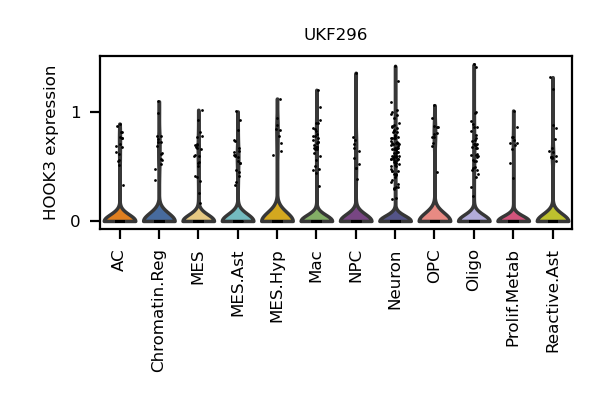 UKF296
HOOK3 expression
1
0
AC
Chromatin.Reg
MES
MES.Ast
MES.Hyp
Mac
NPC
Neuron
OPC
Oligo
Prolif.Metab
Reactive.Ast